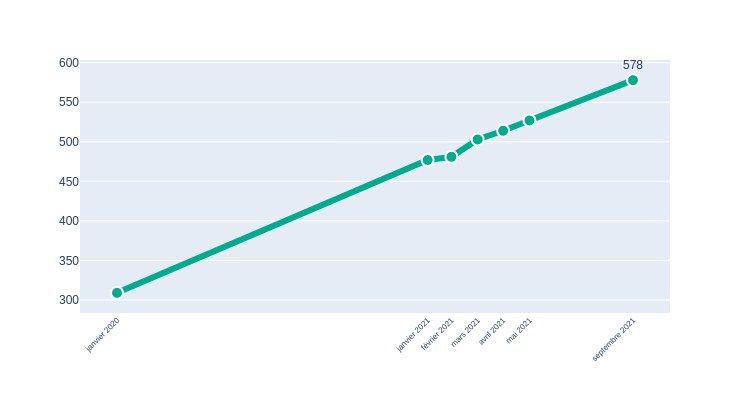 578
600
550
500
450
400
350
300
janvier 2020
janvier 2021
février 2021
mars 2021
avril 2021
mai 2021
septembre 2021